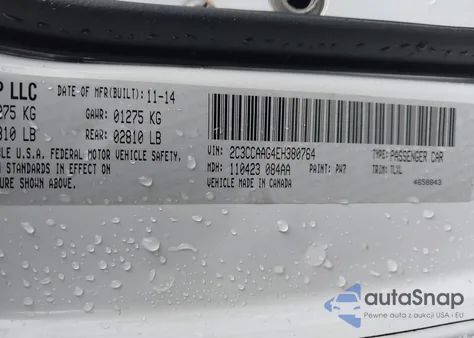 P LLC DATE OF MFR(BUILT): 11-14
275 KG GAWR: 01275 KG
810 LB REAR: 02810 LB
LE U.S.A. FEDERAL MOTOR VEHICLE SAFETY,
N STANDARDS IN EFFECT ON
URE SHOWN ABOVE.
VIN: 2C3CCAAG4EH380764 TYPE: PASSENGER CAR
MDH: 110423 084AA PAINT: PW7 TRIM: TLXL
VEHICLE MADE IN CANADA 4658843
autoSnap
Pewne auta z aukcji USA i EU